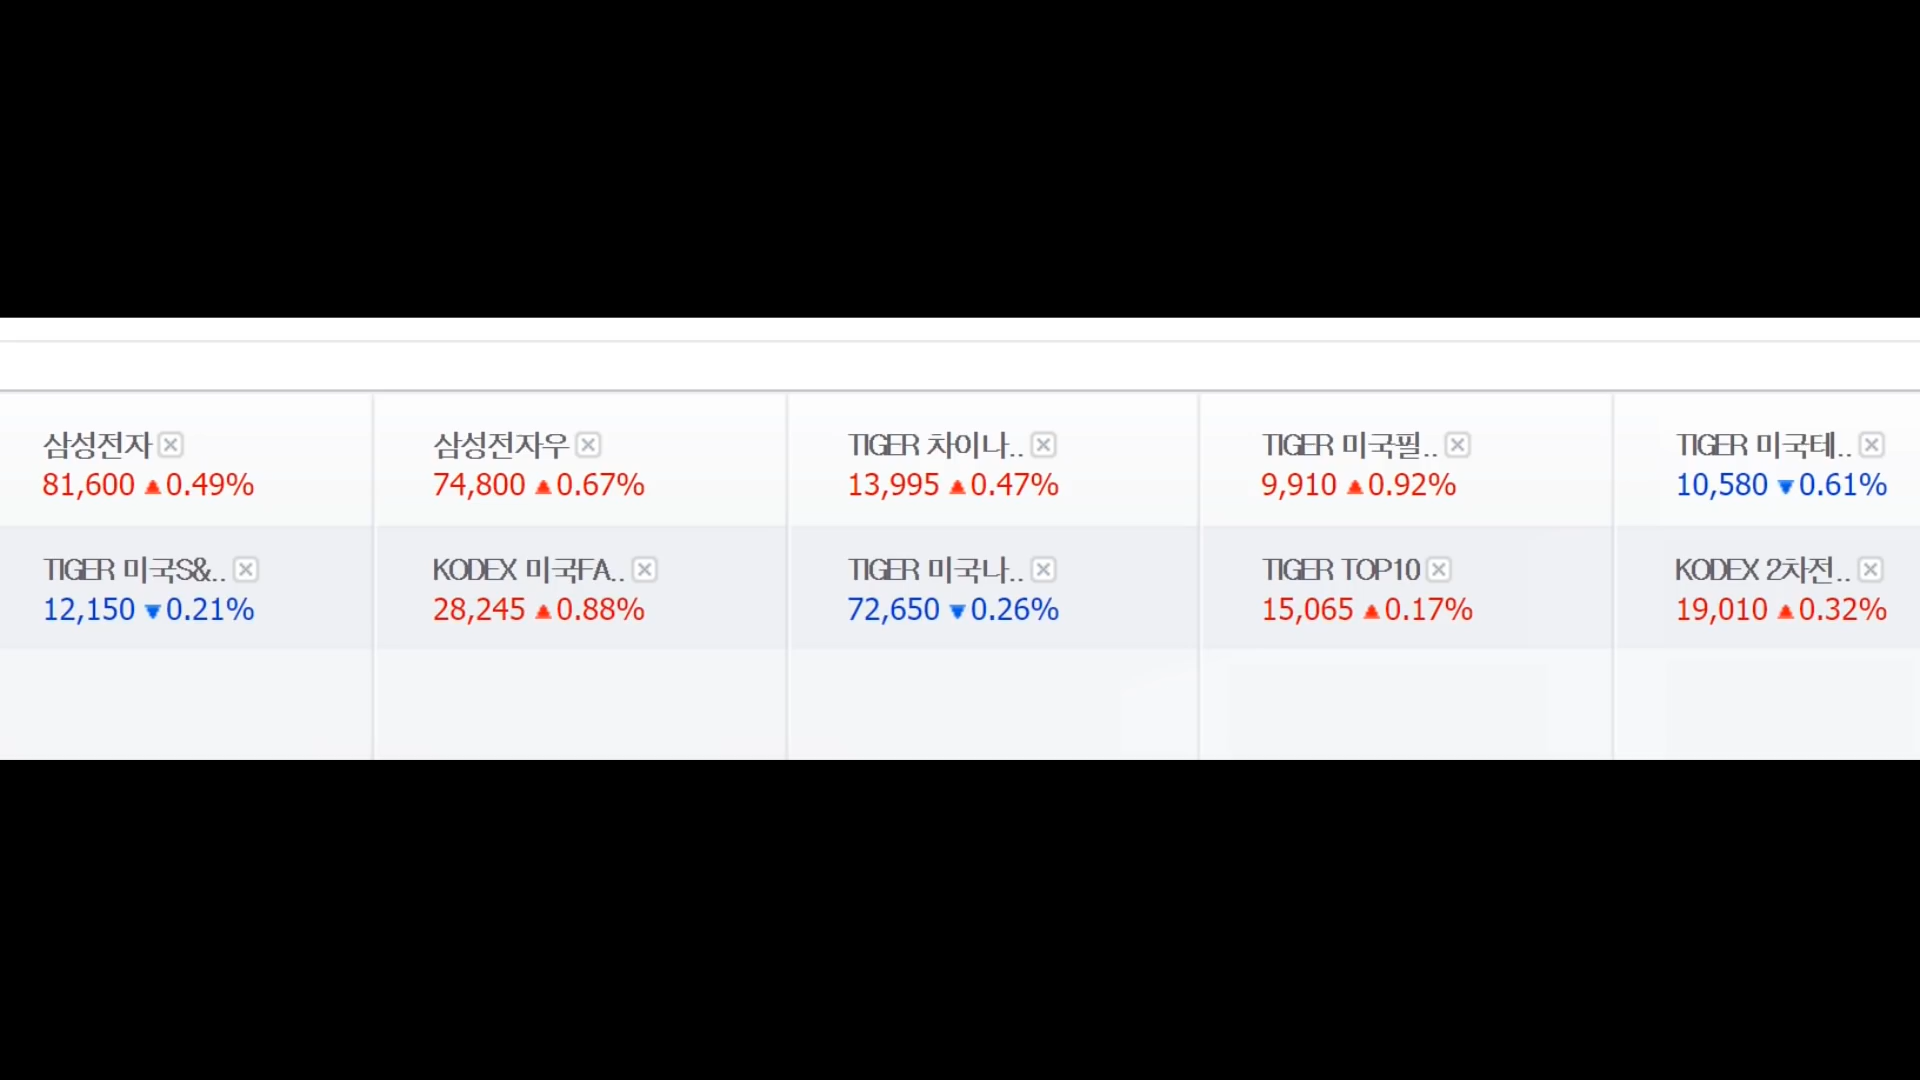 삼성전자
81,600 ▲0.49%
삼성전자우
74,800 ▲0.67%
TIGER 차이나..
13,995 ▲0.47%
TIGER 미국필..
9,910 ▲0.92%
TIGER 미국테..
10,580 ▼0.61%
TIGER 미국S&..
12,150 ▼0.21%
KODEX 미국FA..
28,245 ▲0.88%
TIGER 미국나..
72,650 ▼0.26%
TIGER TOP10
15,065 ▲0.17%
KODEX 2차전..
19,010 ▲0.32%